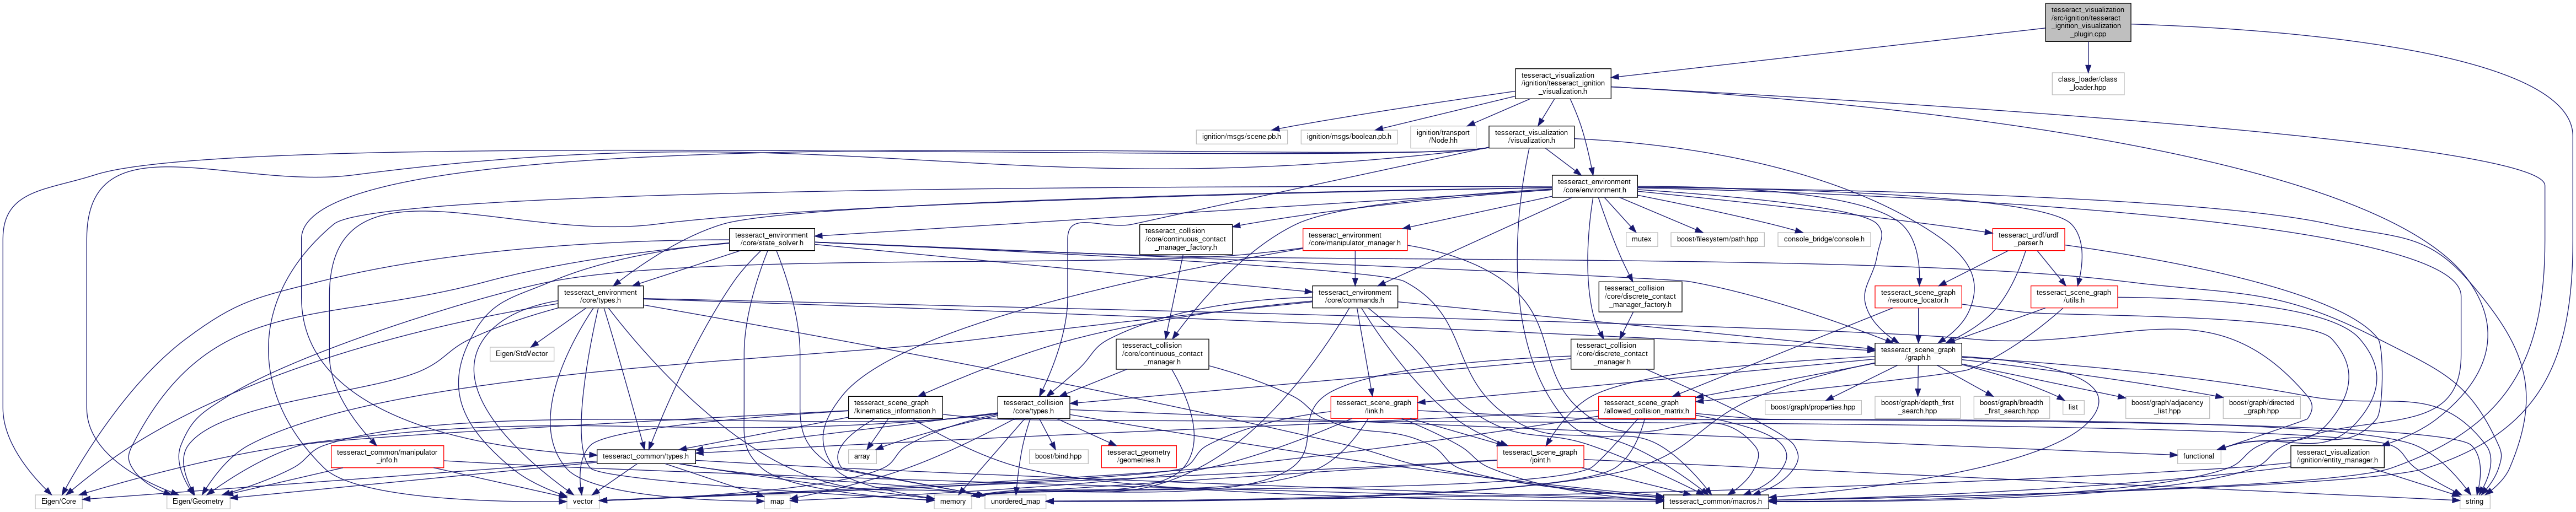 tesseract_visualization
/src/ignition/tesseract
_ignition_visualization
_plugin.cpp
tesseract_visualization
/ignition/tesseract_ignition
_visualization.h
class_loader/class
_loader.hpp
ignition/msgs/scene.pb.h
ignition/msgs/boolean.pb.h
ignition/transport
/Node.hh
tesseract_visualization
/visualization.h
tesseract_environment
/core/environment.h
tesseract_environment
/core/state_solver.h
tesseract_collision
/core/continuous_contact
_manager_factory.h
tesseract_environment
/core/manipulator_manager.h
mutex
boost/filesystem/path.hpp
console_bridge/console.h
tesseract_urdf/urdf
_parser.h
tesseract_environment
/core/types.h
tesseract_environment
/core/commands.h
tesseract_collision
/core/discrete_contact
_manager_factory.h
tesseract_scene_graph
/resource_locator.h
tesseract_scene_graph
/utils.h
Eigen/StdVector
tesseract_collision
/core/continuous_contact
_manager.h
tesseract_collision
/core/discrete_contact
_manager.h
tesseract_scene_graph
/graph.h
tesseract_scene_graph
/kinematics_information.h
tesseract_collision
/core/types.h
tesseract_scene_graph
/link.h
tesseract_scene_graph
/allowed_collision_matrix.h
boost/graph/properties.hpp
boost/graph/depth_first
_search.hpp
boost/graph/breadth
_first_search.hpp
list
boost/graph/adjacency
_list.hpp
boost/graph/directed
_graph.hpp
tesseract_common/manipulator
_info.h
tesseract_common/types.h
array
boost/bind.hpp
tesseract_geometry
/geometries.h
tesseract_scene_graph
/joint.h
functional
tesseract_visualization
/ignition/entity_manager.h
Eigen/Core
Eigen/Geometry
vector
map
memory
unordered_map
tesseract_common/macros.h
string